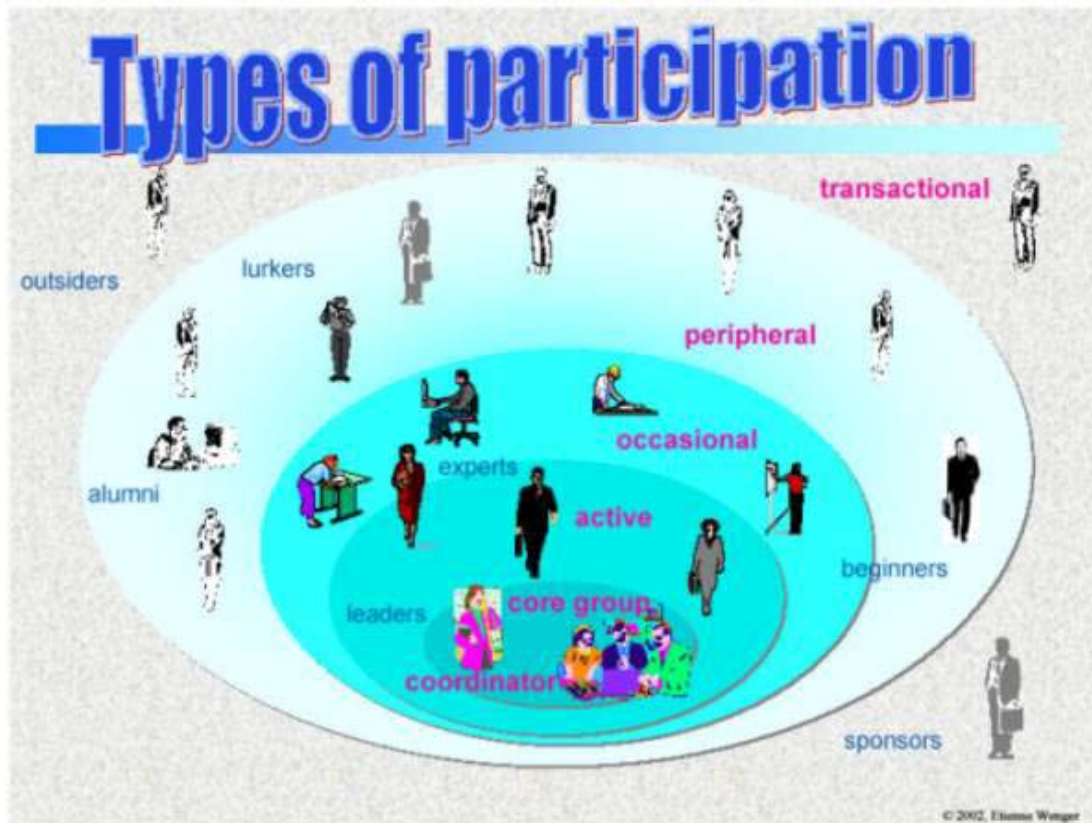 Types of participation
transactional
lurkers
outsiders
peripheral
occasional
experts
alumni
active
beginners
core group
leaders
coordinator
sponsors
© 2002, Etienne Wenger